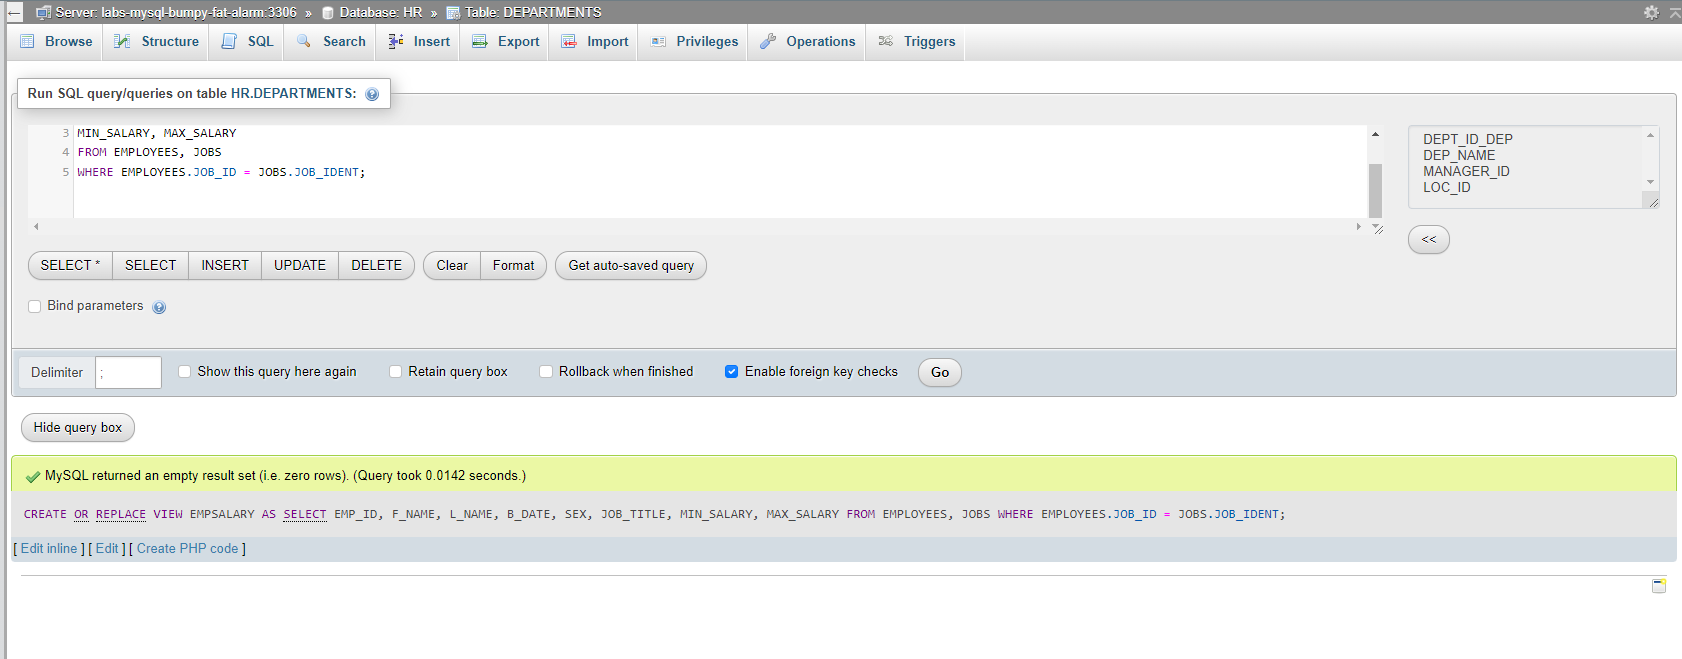 Server: labs-mysql-bumpy-fat-alarm:3306 » Database: HR » Table: DEPARTMENTS
Browse Structure SQL Search Insert Export Import Privileges Operations Triggers
Run SQL query/queries on table HR.DEPARTMENTS:
3 MIN_SALARY, MAX_SALARY
4 FROM EMPLOYEES, JOBS
5 WHERE EMPLOYEES.JOB_ID = JOBS.JOB_IDENT;
DEPT_ID_DEP
DEP_NAME
MANAGER_ID
LOC_ID
<<
SELECT * SELECT INSERT UPDATE DELETE Clear Format Get auto-saved query
Bind parameters
Delimiter ; Show this query here again Retain query box Rollback when finished Enable foreign key checks Go
Hide query box
MySQL returned an empty result set (i.e. zero rows). (Query took 0.0142 seconds.)
CREATE OR REPLACE VIEW EMPSALARY AS SELECT EMP_ID, F_NAME, L_NAME, B_DATE, SEX, JOB_TITLE, MIN_SALARY, MAX_SALARY FROM EMPLOYEES, JOBS WHERE EMPLOYEES.JOB_ID = JOBS.JOB_IDENT;
[ Edit inline ] [ Edit ] [ Create PHP code ]